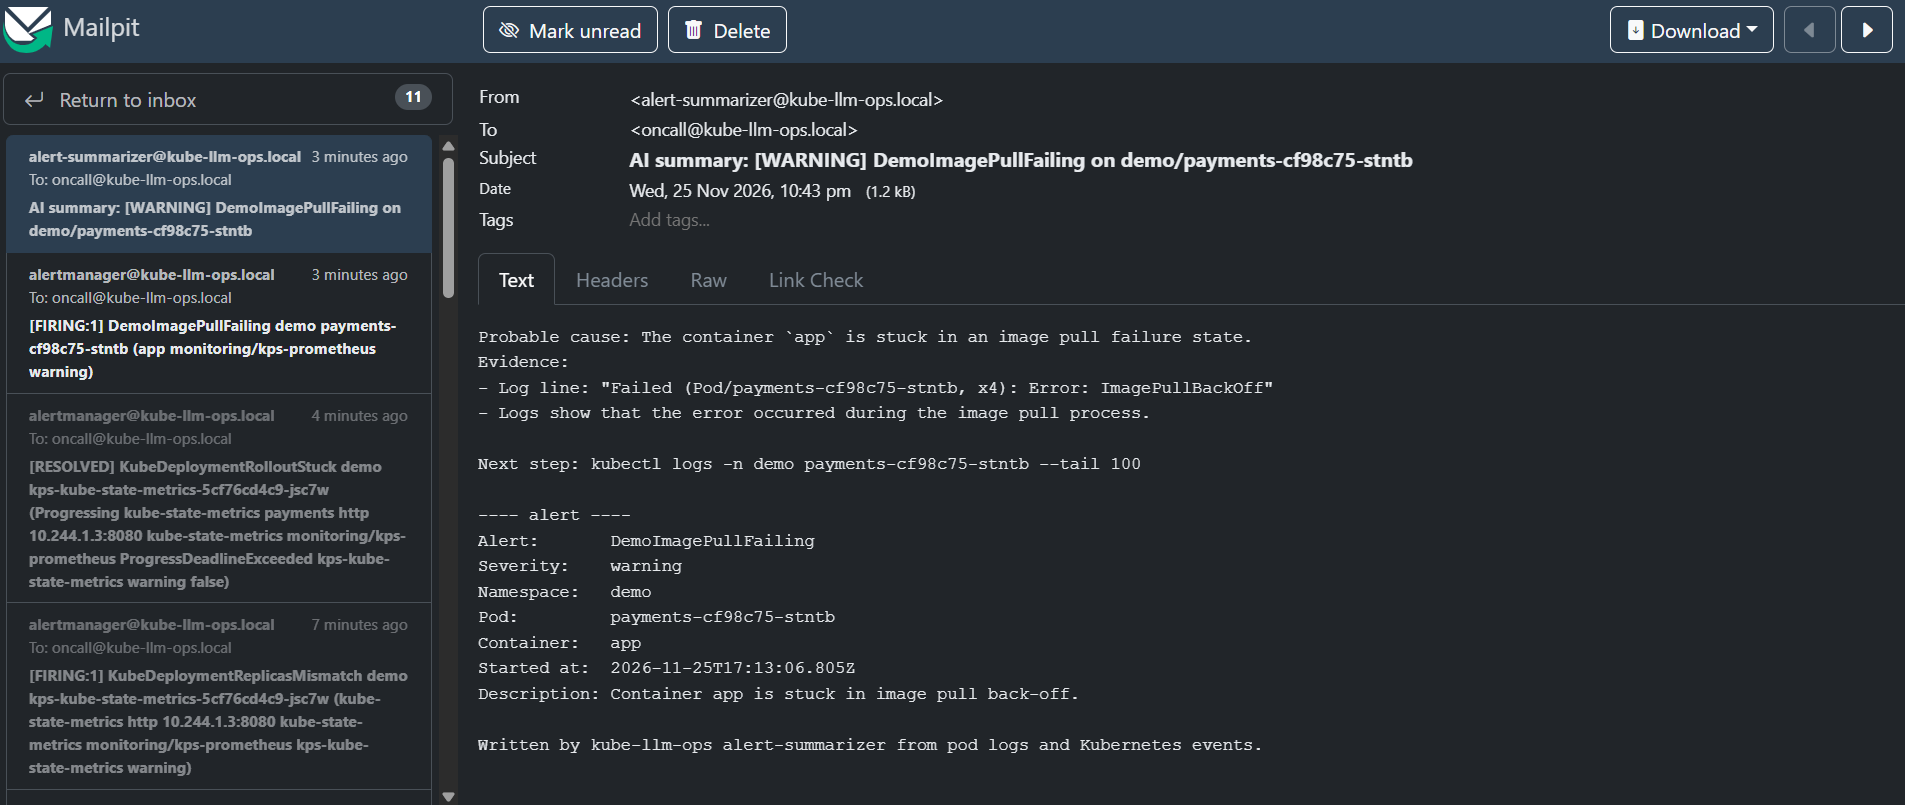 Mailpit
Mark unread
Delete
Download
Return to inbox
11
alert-summarizer@kube-llm-ops.local 3 minutes ago
To: oncall@kube-llm-ops.local
AI summary: [WARNING] DemoImagePullFailing on
demo/payments-cf98c75-stntb
alertmanager@kube-llm-ops.local 3 minutes ago
To: oncall@kube-llm-ops.local
[FIRING:1] DemoImagePullFailing demo payments-
cf98c75-stntb (app monitoring/kps-prometheus
warning)
alertmanager@kube-llm-ops.local 4 minutes ago
To: oncall@kube-llm-ops.local
[RESOLVED] KubeDeploymentRolloutStuck demo
kps-kube-state-metrics-5cf76cd4c9-jsc7w
(Progressing kube-state-metrics payments http
10.244.1.3:8080 kube-state-metrics monitoring/kps-
prometheus ProgressDeadlineExceeded kps-kube-
state-metrics warning false)
alertmanager@kube-llm-ops.local 7 minutes ago
To: oncall@kube-llm-ops.local
[FIRING:1] KubeDeploymentReplicasMismatch demo
kps-kube-state-metrics-5cf76cd4c9-jsc7w (kube-
state-metrics http 10.244.1.3:8080 kube-state-
metrics monitoring/kps-prometheus kps-kube-
state-metrics warning)
From <alert-summarizer@kube-llm-ops.local>
To <oncall@kube-llm-ops.local>
Subject AI summary: [WARNING] DemoImagePullFailing on demo/payments-cf98c75-stntb
Date Wed, 25 Nov 2026, 10:43 pm (1.2 kB)
Tags Add tags...
Text Headers Raw Link Check
Probable cause: The container `app` is stuck in an image pull failure state.
Evidence:
- Log line: "Failed (Pod/payments-cf98c75-stntb, x4): Error: ImagePullBackOff"
- Logs show that the error occurred during the image pull process.
Next step: kubectl logs -n demo payments-cf98c75-stntb --tail 100
---- alert ----
Alert: DemoImagePullFailing
Severity: warning
Namespace: demo
Pod: payments-cf98c75-stntb
Container: app
Started at: 2026-11-25T17:13:06.805Z
Description: Container app is stuck in image pull back-off.
Written by kube-llm-ops alert-summarizer from pod logs and Kubernetes events.